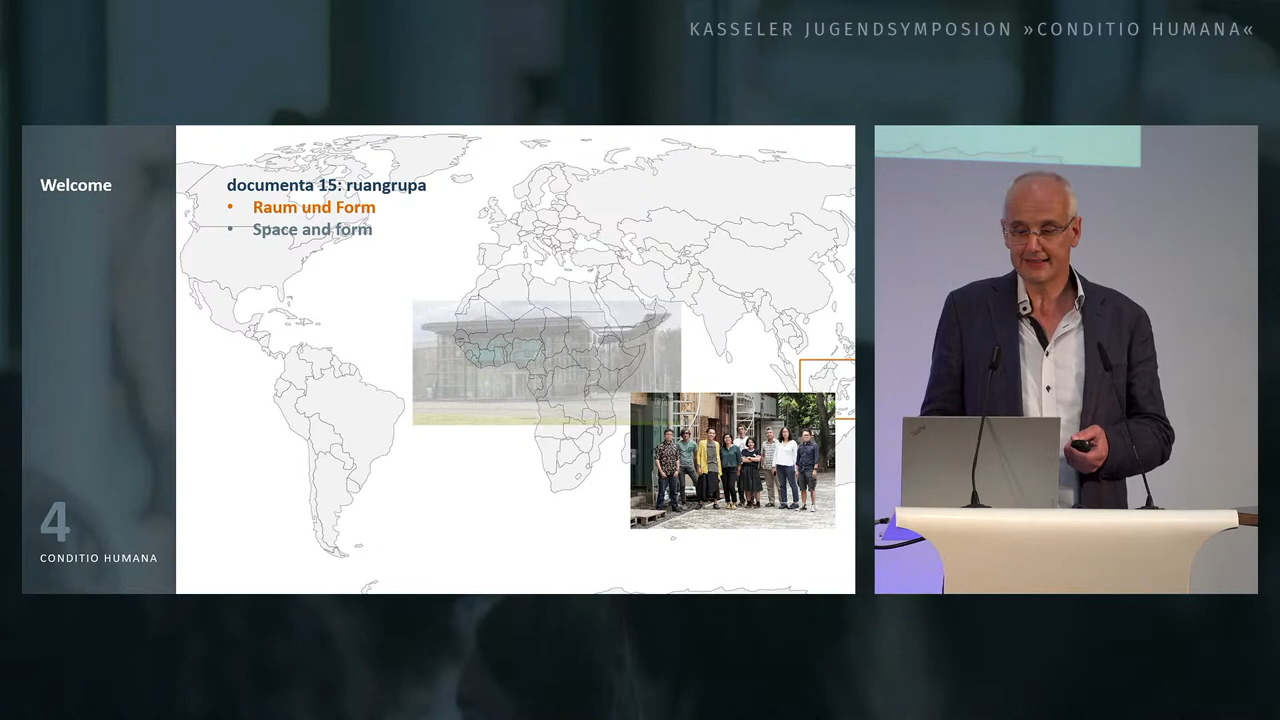 KASSELER JUGENDSYMPOSION »CONDITIO HUMANA«
Welcome
documenta 15: ruangrupa
• Raum und Form
• Space and form
4
CONDITIO HUMANA